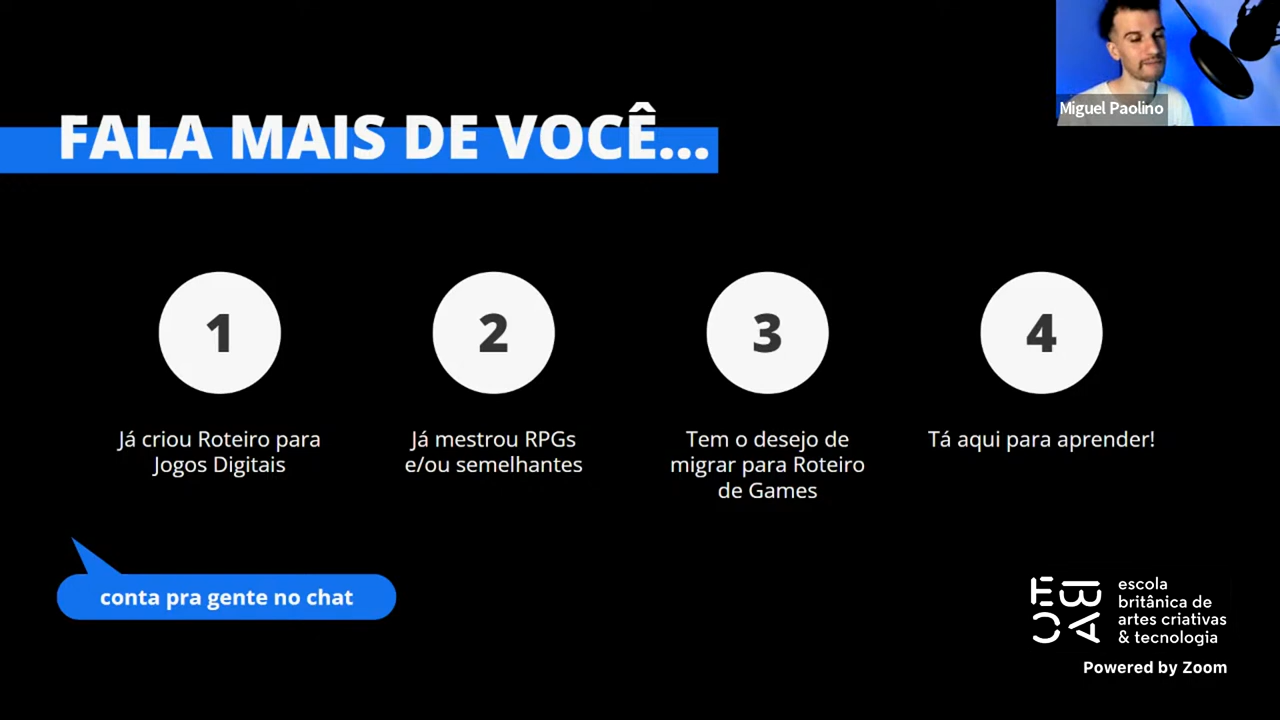 Miguel Paolino
FALA MAIS DE VOCÊ...
1
2
3
4
Já criou Roteiro para
Jogos Digitais
Já mestrou RPGs
e/ou semelhantes
Tem o desejo de
migrar para Roteiro
de Games
Tá aqui para aprender!
conta pra gente no chat
EBAC
escola
britânica de
artes criativas
& tecnologia
Powered by Zoom